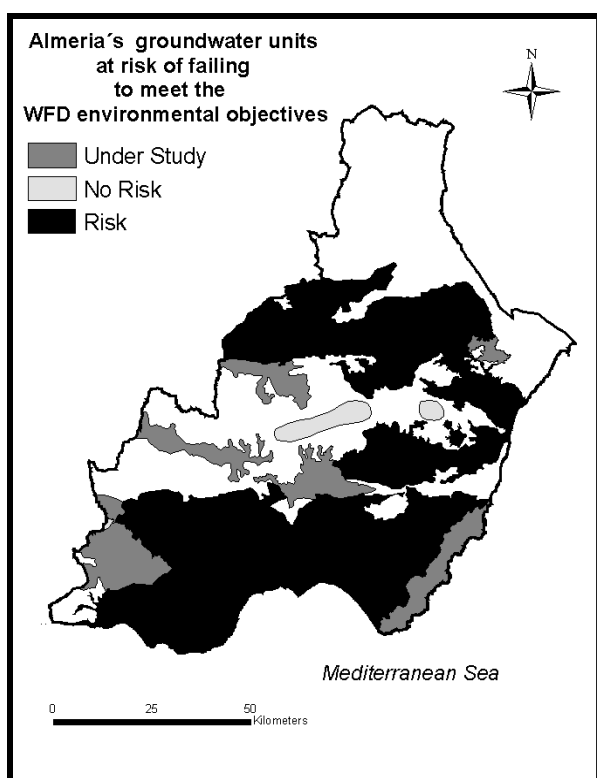 Almeria´s groundwater units
at risk of failing
to meet the
WFD environmental objectives
N
Under Study
No Risk
Risk
Mediterranean Sea
0 25 50
Kilometers